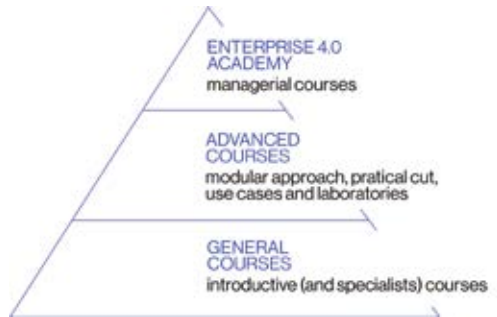 ENTERPRISE 4.0
ACADEMY
managerial courses
ADVANCED
COURSES
modular approach, pratical cut,
use cases and laboratories
GENERAL
COURSES
introductive (and specialists) courses